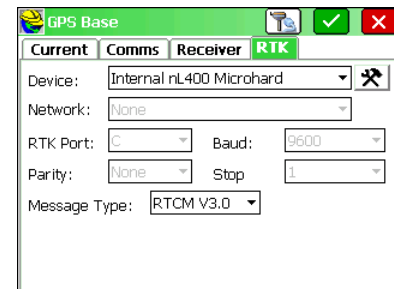 GPS Base
Current Comms Receiver RTK
Device: Internal nL400 Microhard
Network: None
RTK Port: C Baud: 9600
Parity: None Stop 1
Message Type: RTCM V3.0